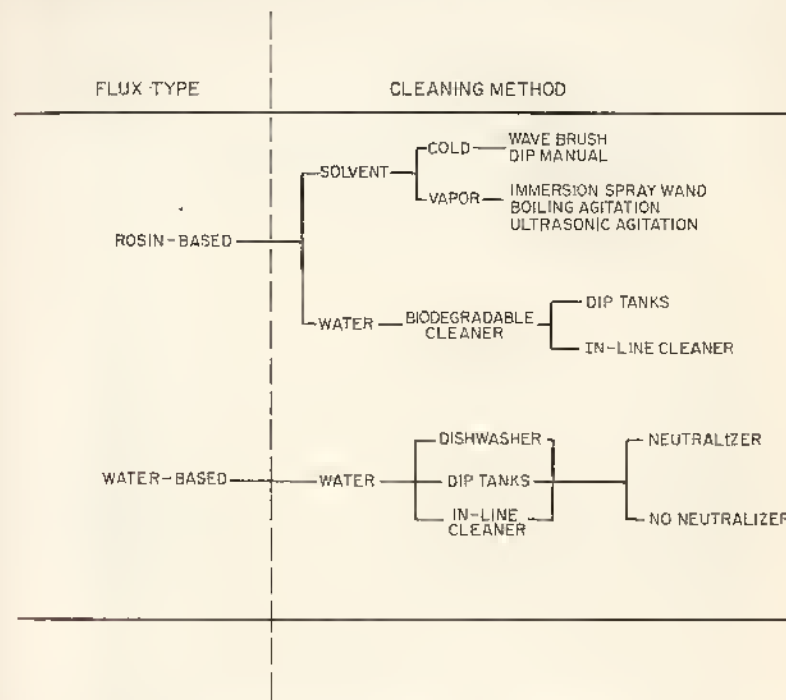 FLUX TYPE
CLEANING METHOD
COLD
WAVE BRUSH
DIP MANUAL
SOLVENT
VAPOR
IMMERSION SPRAY WAND
BOILING AGITATION
ULTRASONIC AGITATION
ROSIN-BASED
WATER
BIODEGRADABLE
CLEANER
DIP TANKS
IN-LINE CLEANER
WATER-BASED
WATER
DISHWASHER
DIP TANKS
IN-LINE
CLEANER
NEUTRALIZER
NO NEUTRALIZER